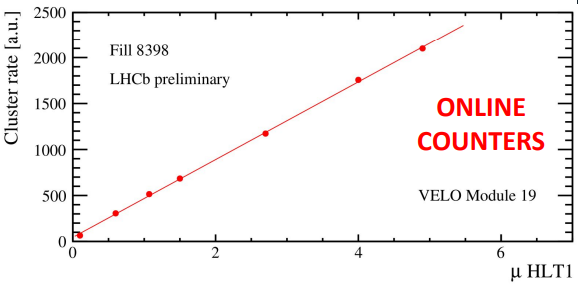 2500
2000
1500
1000
500
0
Cluster rate [a.u.]
Fill 8398
LHCb preliminary
ONLINE
COUNTERS
VELO Module 19
0
2
4
6
μ HLT1